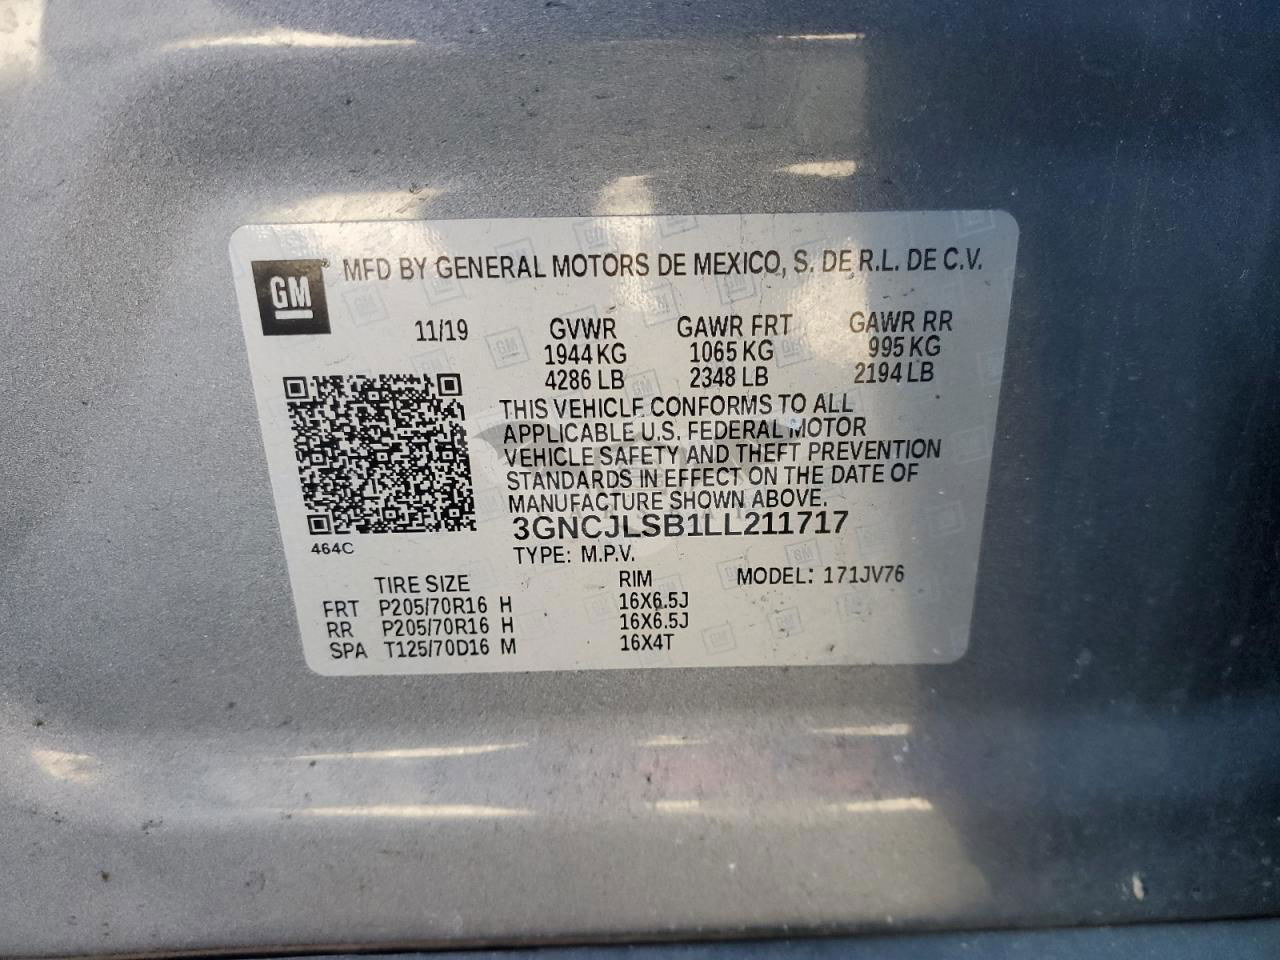 GM
MFD BY GENERAL MOTORS DE MEXICO, S. DE R.L. DE C.V.
11/19 GVWR GAWR FRT GAWR RR
1944 KG 1065 KG 995 KG
4286 LB 2348 LB 2194 LB
THIS VEHICLE CONFORMS TO ALL
APPLICABLE U.S. FEDERAL MOTOR
VEHICLE SAFETY AND THEFT PREVENTION
STANDARDS IN EFFECT ON THE DATE OF
MANUFACTURE SHOWN ABOVE.
3GNCJLSB1LL211717
464C
TYPE: M.P.V.
TIRE SIZE RIM MODEL: 171JV76
FRT P205/70R16 H 16X6.5J
RR P205/70R16 H 16X6.5J
SPA T125/70D16 M 16X4T